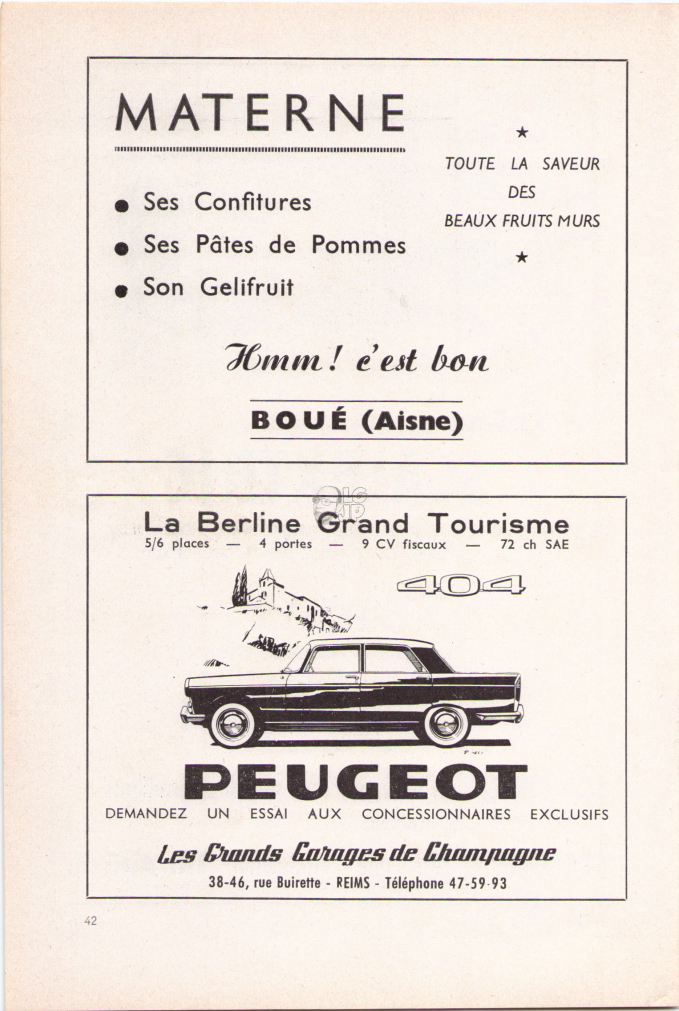 MATERNE
TOUTE LA SAVEUR
DES
BEAUX FRUITS MURS
● Ses Confitures
● Ses Pâtes de Pommes
● Son Gelifruit
Hmm ! c'est bon
BOUÉ (Aisne)
La Berline Grand Tourisme
5/6 places — 4 portes — 9 CV fiscaux — 72 ch SAE
404
PEUGEOT
DEMANDEZ UN ESSAI AUX CONCESSIONNAIRES EXCLUSIFS
Les Grands Garages de Champagne
38-46, rue Buirette - REIMS - Téléphone 47-59-93
42